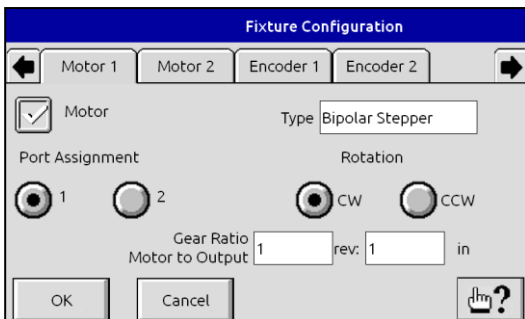 Fixture Configuration
Motor 1 Motor 2 Encoder 1 Encoder 2
Motor Type Bipolar Stepper
Port Assignment Rotation
1 2 CW CCW
Gear Ratio
Motor to Output 1 rev: 1 in
OK Cancel ?